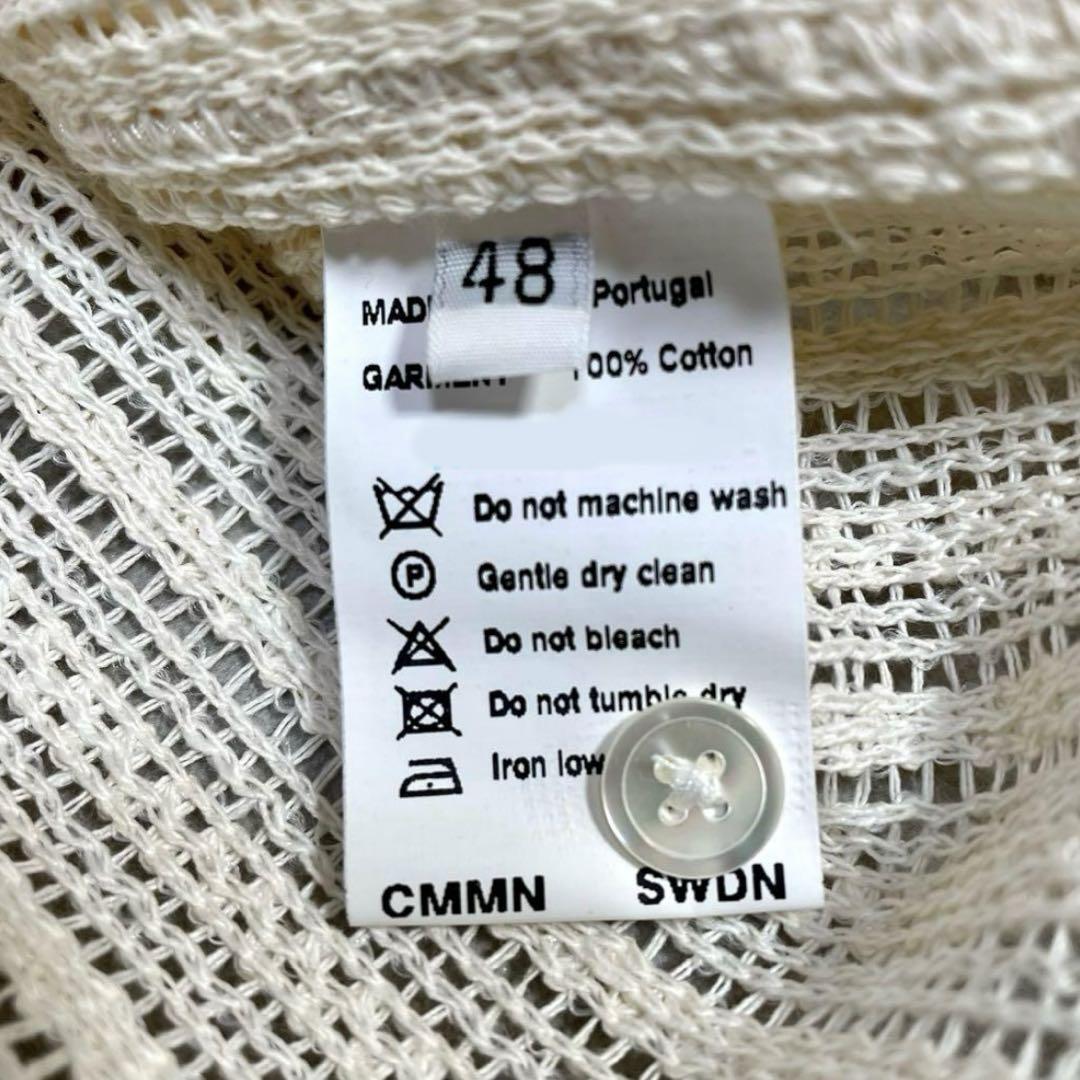 48
MAD Portugal
GARMENT 100% Cotton
Do not machine wash
P
Gentle dry clean
Do not bleach
Do not tumble dry
Iron low
CMMN SWDN